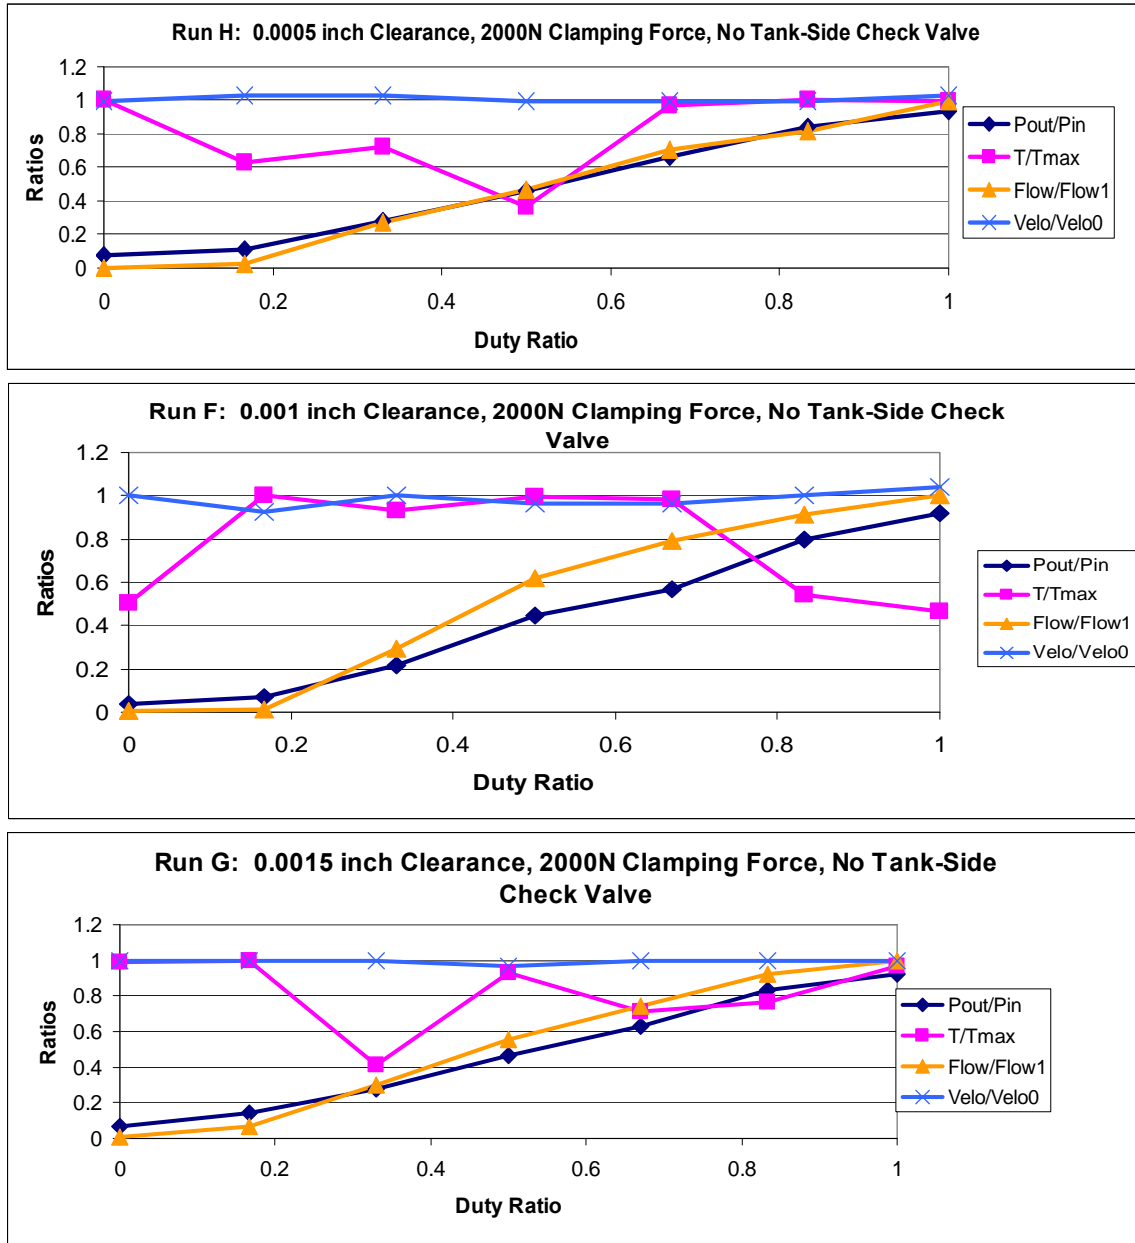 Run H:  0.0005 inch Clearance, 2000N Clamping Force, No Tank-Side Check Valve
1.2
1
0.8
0.6
0.4
0.2
0
Ratios
0
0.2
0.4
0.6
0.8
1
Duty Ratio
Pout/Pin
T/Tmax
Flow/Flow1
Velo/Velo0
Run F:  0.001 inch Clearance, 2000N Clamping Force, No Tank-Side Check
Valve
1.2
1
0.8
0.6
0.4
0.2
0
Ratios
0
0.2
0.4
0.6
0.8
1
Duty Ratio
Pout/Pin
T/Tmax
Flow/Flow1
Velo/Velo0
Run G:  0.0015 inch Clearance, 2000N Clamping Force, No Tank-Side
Check Valve
1.2
1
0.8
0.6
0.4
0.2
0
Ratios
0
0.2
0.4
0.6
0.8
1
Duty Ratio
Pout/Pin
T/Tmax
Flow/Flow1
Velo/Velo0